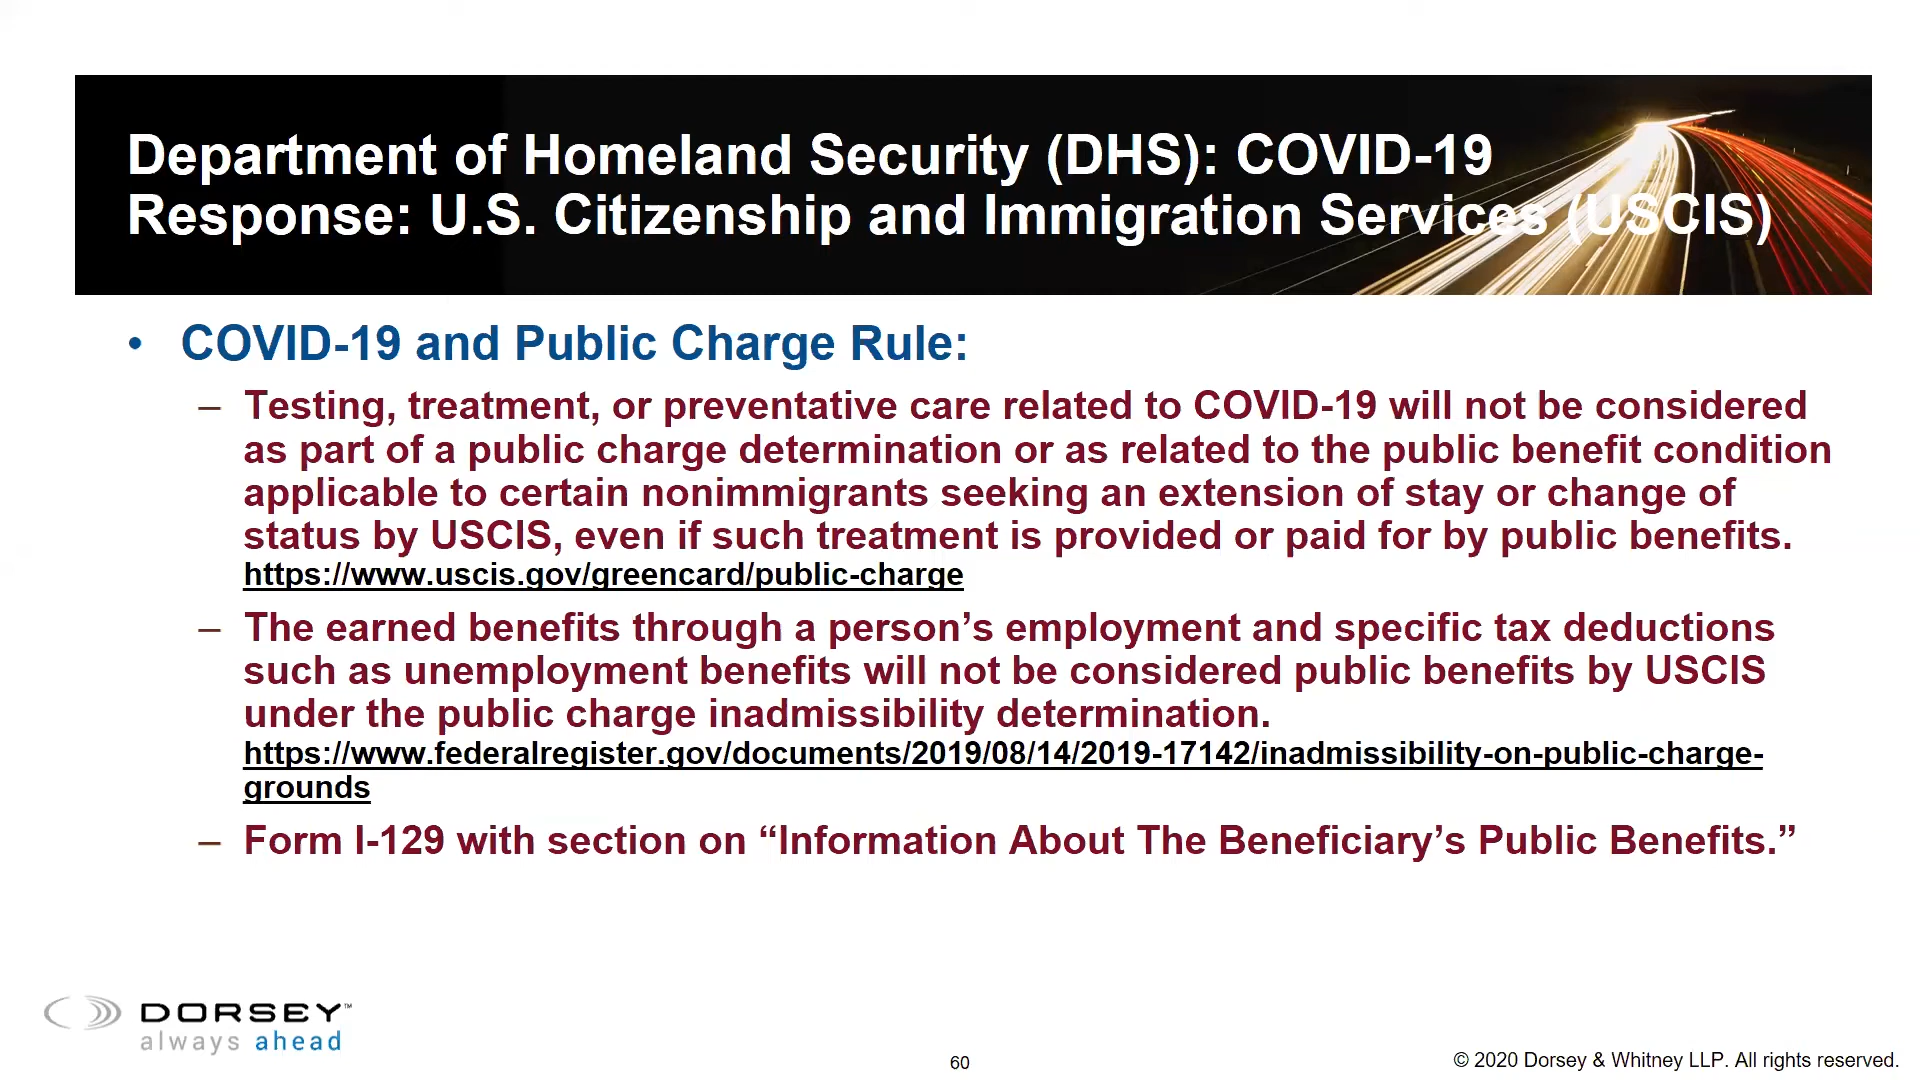 Department of Homeland Security (DHS): COVID-19
Response: U.S. Citizenship and Immigration Services (USCIS)
• COVID-19 and Public Charge Rule:
– Testing, treatment, or preventative care related to COVID-19 will not be considered
as part of a public charge determination or as related to the public benefit condition
applicable to certain nonimmigrants seeking an extension of stay or change of
status by USCIS, even if such treatment is provided or paid for by public benefits.
https://www.uscis.gov/greencard/public-charge
– The earned benefits through a person’s employment and specific tax deductions
such as unemployment benefits will not be considered public benefits by USCIS
under the public charge inadmissibility determination.
https://www.federalregister.gov/documents/2019/08/14/2019-17142/inadmissibility-on-public-charge-
grounds
– Form I-129 with section on “Information About The Beneficiary’s Public Benefits.”
DORSEY™
always ahead
60
© 2020 Dorsey & Whitney LLP. All rights reserved.